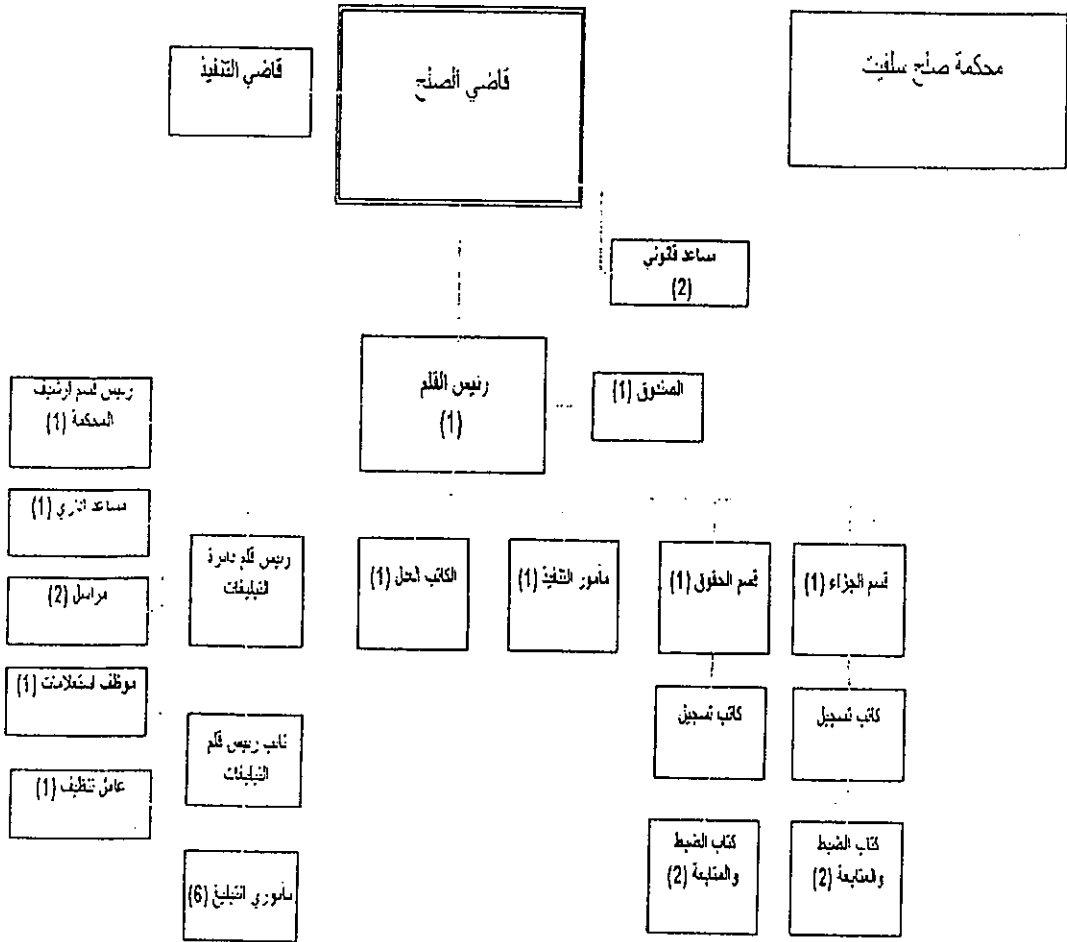 محكمة صلح سلفيت
قاضي الصلح
قاضي التنفيذ
مساعد قانوني
(2)
رئيس القلم
(1)
الصندوق (1)
رئيس قسم ارشيف
المحكمة (1)
مساعد اداري (1)
مراسل (2)
موظف استعلامات (1)
عامل تنظيف (1)
قسم الجزاء (1)
قسم الحقوق (1)
مأمور التنفيذ (1)
الكاتب العدل (1)
رئيس قلم دائرة
التبليغات
كاتب تسجيل
كاتب تسجيل
نائب رئيس قلم
التبليغات
كتاب الضبط
والمتابعة (2)
كتاب الضبط
والمتابعة (2)
مأموري التبليغ (6)